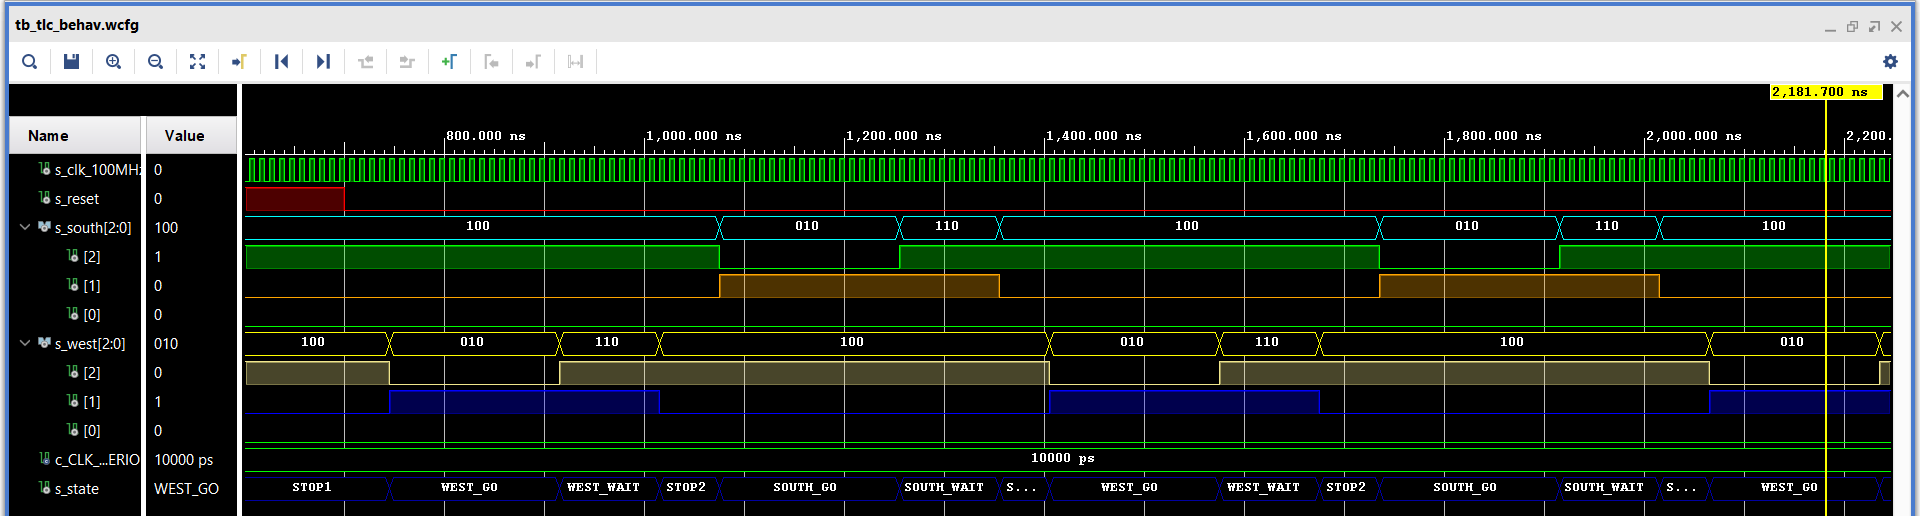 tb_tlc_behav.wcfg
2,181.700 ns
Name Value
800.000 ns 1,000.000 ns 1,200.000 ns 1,400.000 ns 1,600.000 ns 1,800.000 ns 2,000.000 ns 2,200.
s_clk_100MH 0
s_reset 0
s_south[2:0] 100 100 010 110 100 010 110 100
[2] 1
[1] 0
[0] 0
s_west[2:0] 010 100 010 110 100 010 110 100 010
[2] 0
[1] 1
[0] 0
c_CLK_...ERIO 10000 ps 10000 ps
s_state WEST_GO STOP1 WEST_GO WEST_WAIT STOP2 SOUTH_GO SOUTH_WAIT S... WEST_GO WEST_WAIT STOP2 SOUTH_GO SOUTH_WAIT S... WEST_GO